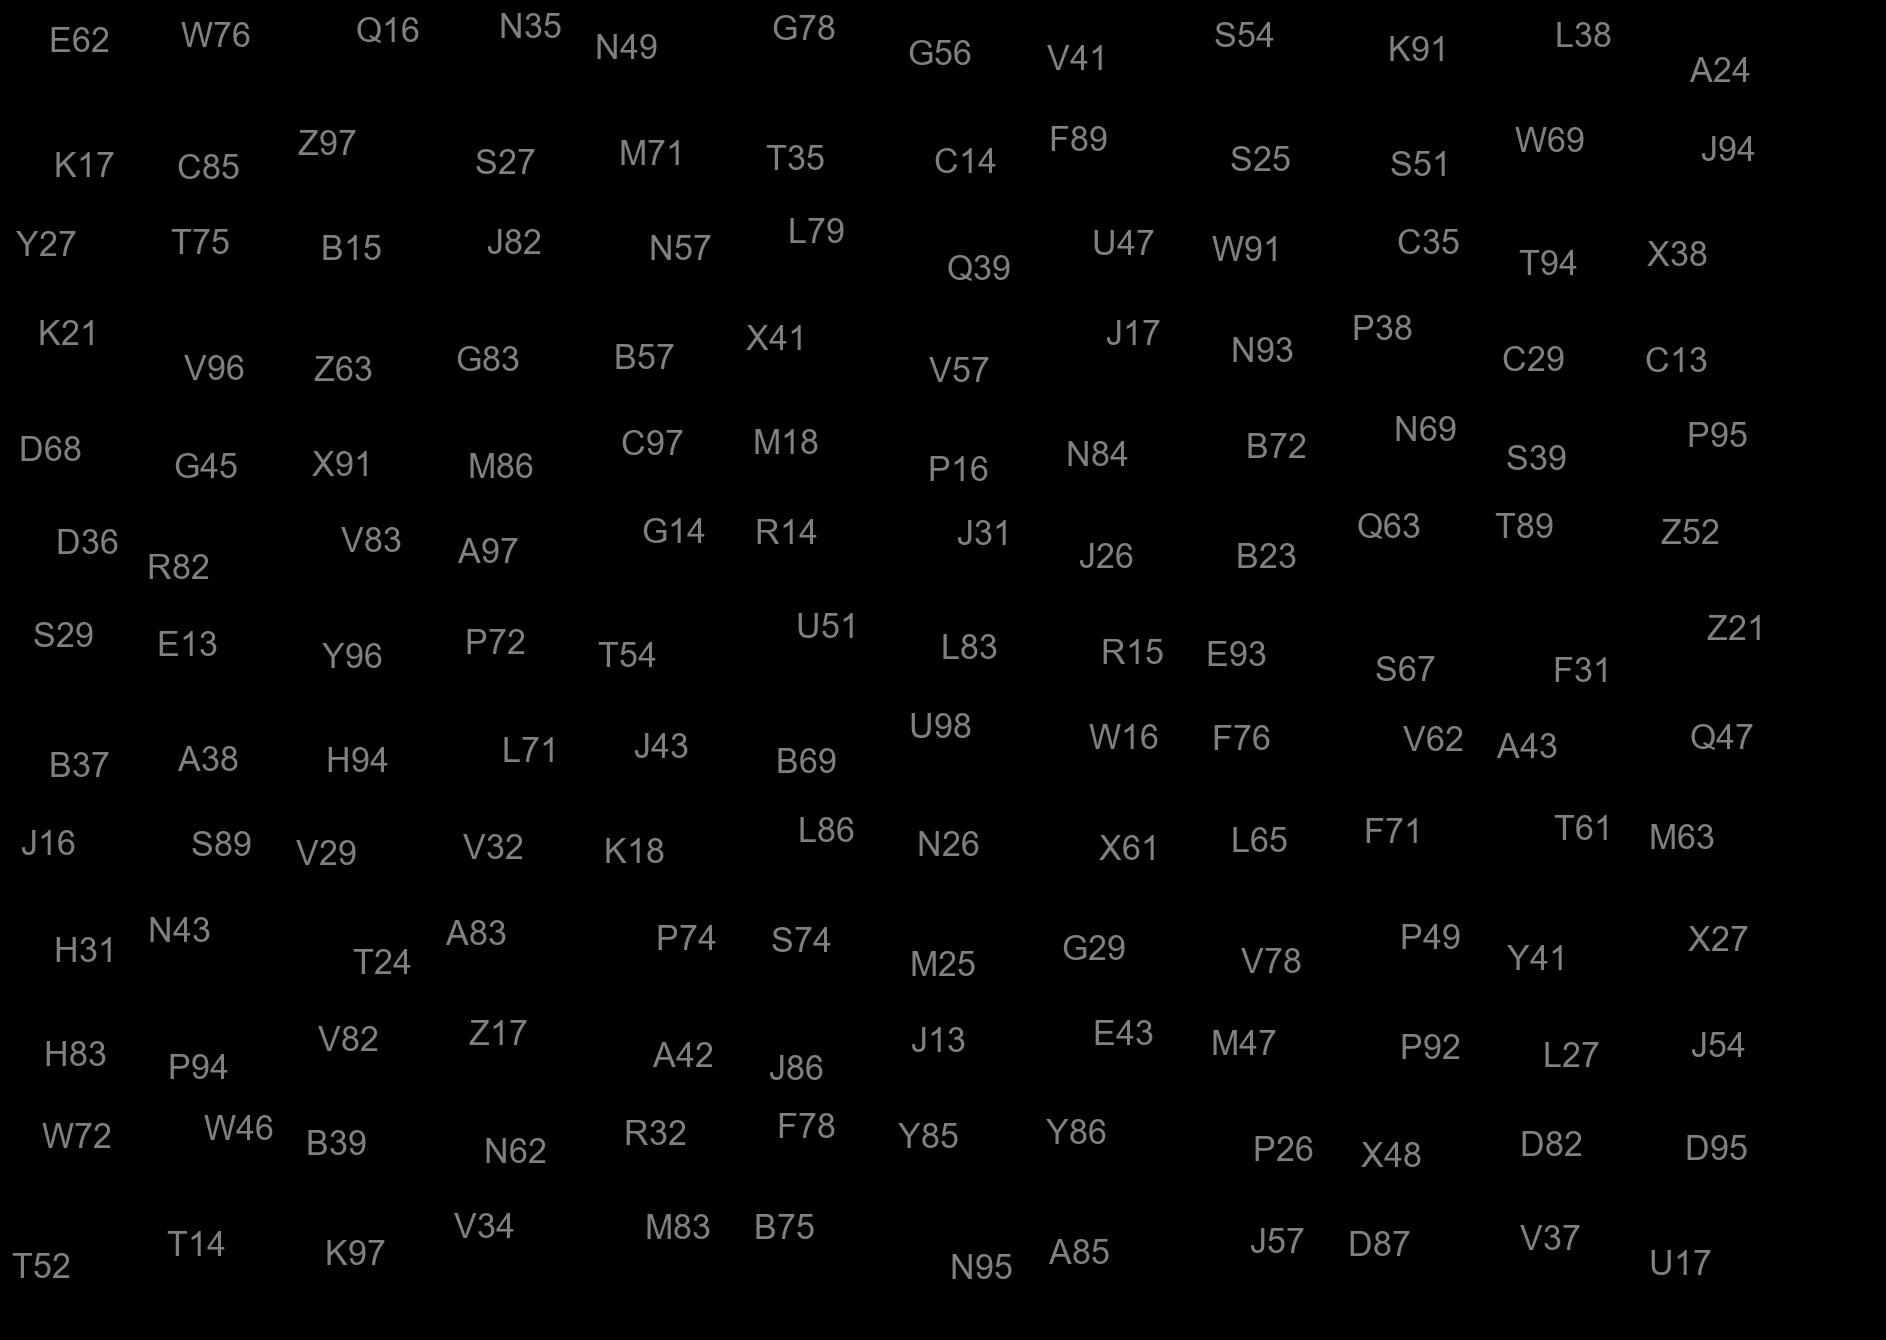 E62 W76 Q16 N35 N49 G78 G56 V41 S54 K91 L38 A24
K17 C85 Z97 S27 M71 T35 C14 F89 S25 S51 W69 J94
Y27 T75 B15 J82 N57 L79 Q39 U47 W91 C35 T94 X38
K21 V96 Z63 G83 B57 X41 V57 J17 N93 P38 C29 C13
D68 G45 X91 M86 C97 M18 P16 N84 B72 N69 S39 P95
D36 R82 V83 A97 G14 R14 J31 J26 B23 Q63 T89 Z52
S29 E13 Y96 P72 T54 U51 L83 R15 E93 S67 F31 Z21
B37 A38 H94 L71 J43 B69 U98 W16 F76 V62 A43 Q47
J16 S89 V29 V32 K18 L86 N26 X61 L65 F71 T61 M63
H31 N43 T24 A83 P74 S74 M25 G29 V78 P49 Y41 X27
H83 P94 V82 Z17 A42 J86 J13 E43 M47 P92 L27 J54
W72 W46 B39 N62 R32 F78 Y85 Y86 P26 X48 D82 D95
T52 T14 K97 V34 M83 B75 N95 A85 J57 D87 V37 U17